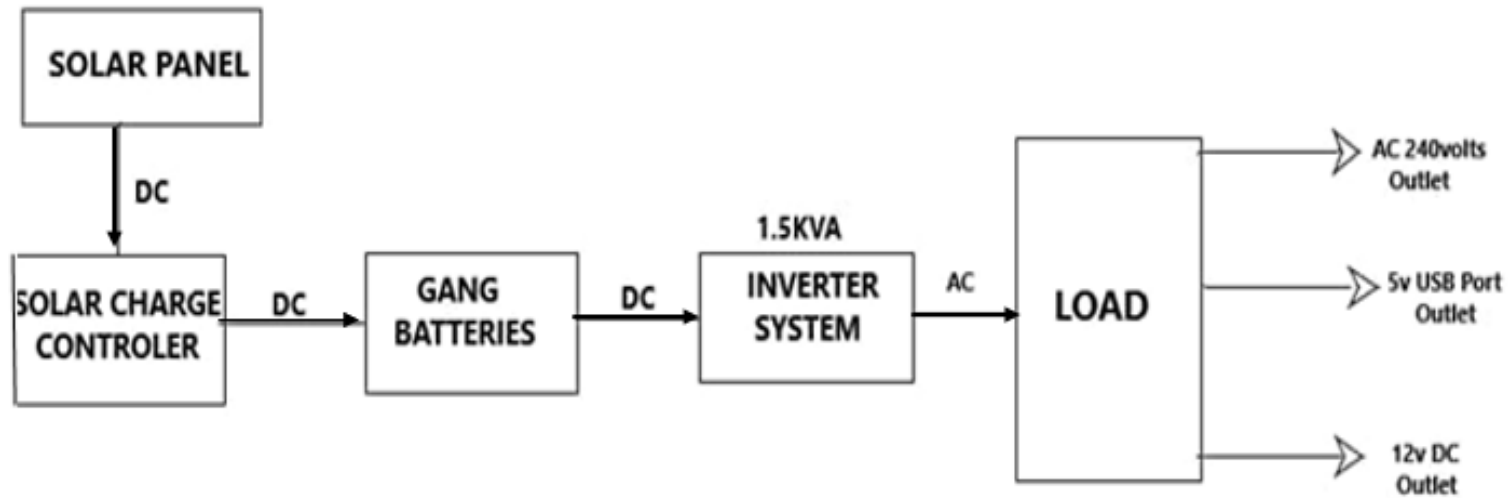 SOLAR PANEL
DC
SOLAR CHARGE
CONTROLER
DC
GANG
BATTERIES
DC
1.5KVA
INVERTER
SYSTEM
AC
LOAD
AC 240volts
Outlet
5v USB Port
Outlet
12v DC
Outlet